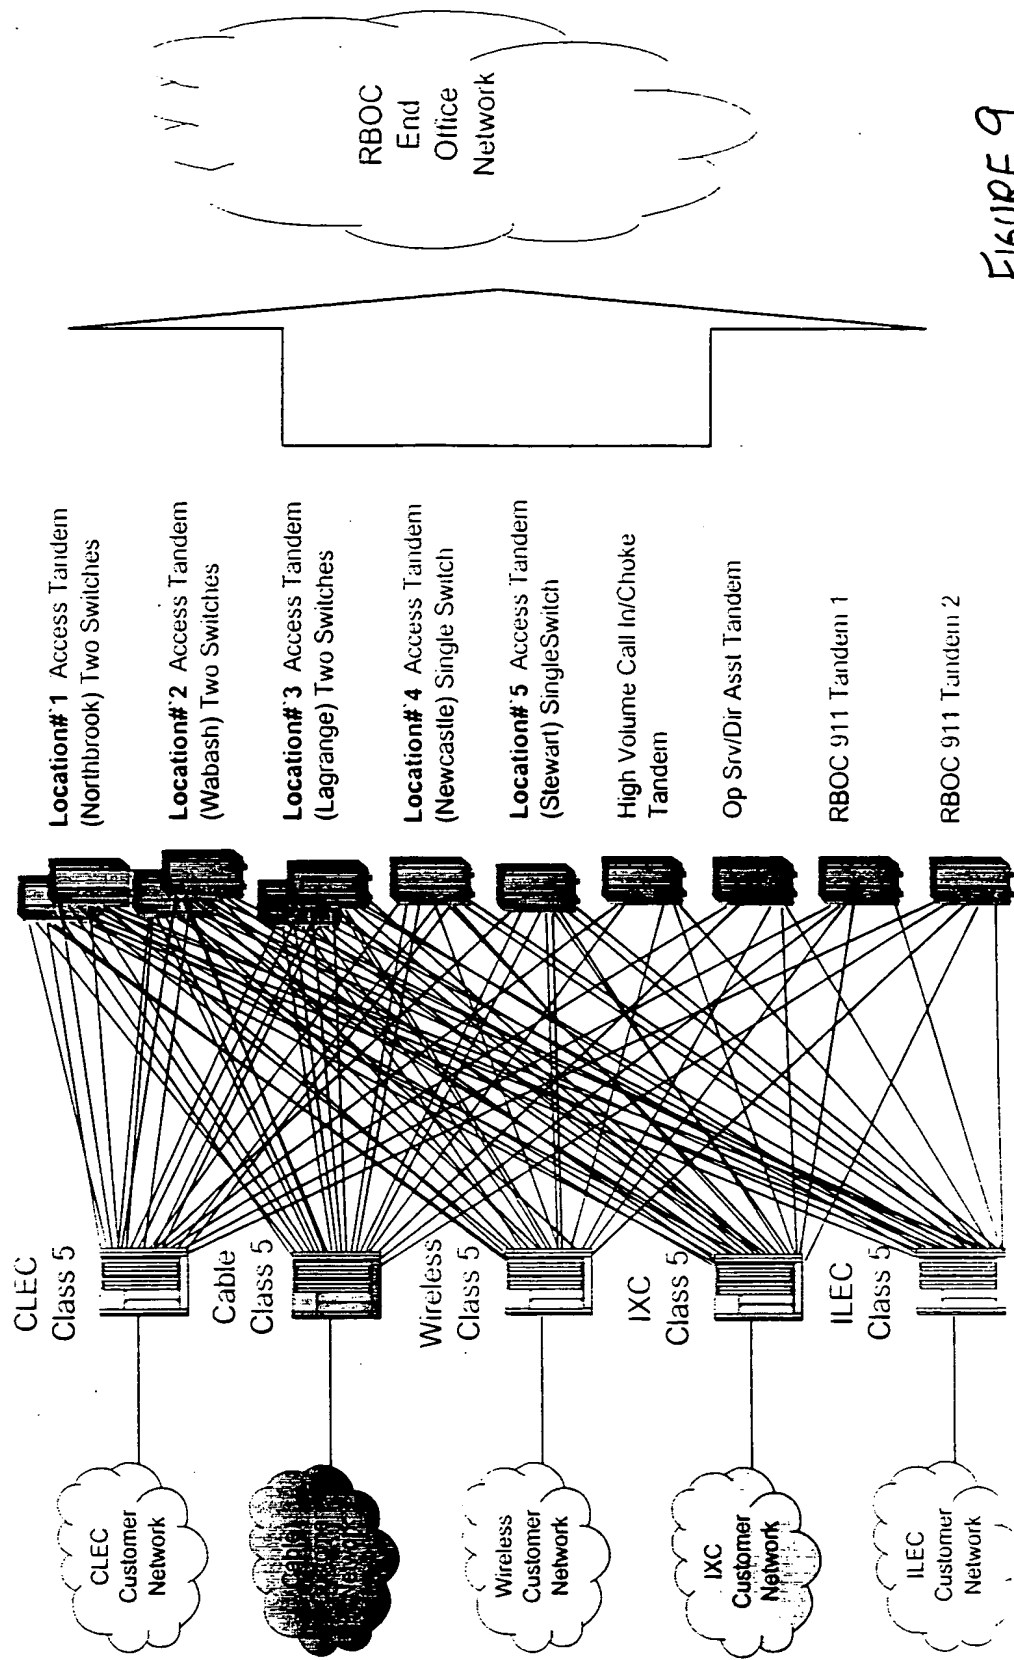 CLEC
Customer
Network
Cable
Customer
Network
Wireless
Customer
Network
IXC
Customer
Network
ILEC
Customer
Network
CLEC
Class 5
Cable
Class 5
Wireless
Class 5
IXC
Class 5
ILEC
Class 5
Location# 1 Access Tandem
(Northbrook) Two Switches
Location# 2 Access Tandem
(Wabash) Two Switches
Location# 3 Access Tandem
(Lagrange) Two Switches
Location# 4 Access Tandem
(Newcastle) Single Switch
Location# 5 Access Tandem
(Stewart) SingleSwitch
High Volume Call In/Choke
Tandem
Op Srv/Dir Asst Tandem
RBOC 911 Tandem 1
RBOC 911 Tandem 2
RBOC
End
Office
Network
FIGURE 9